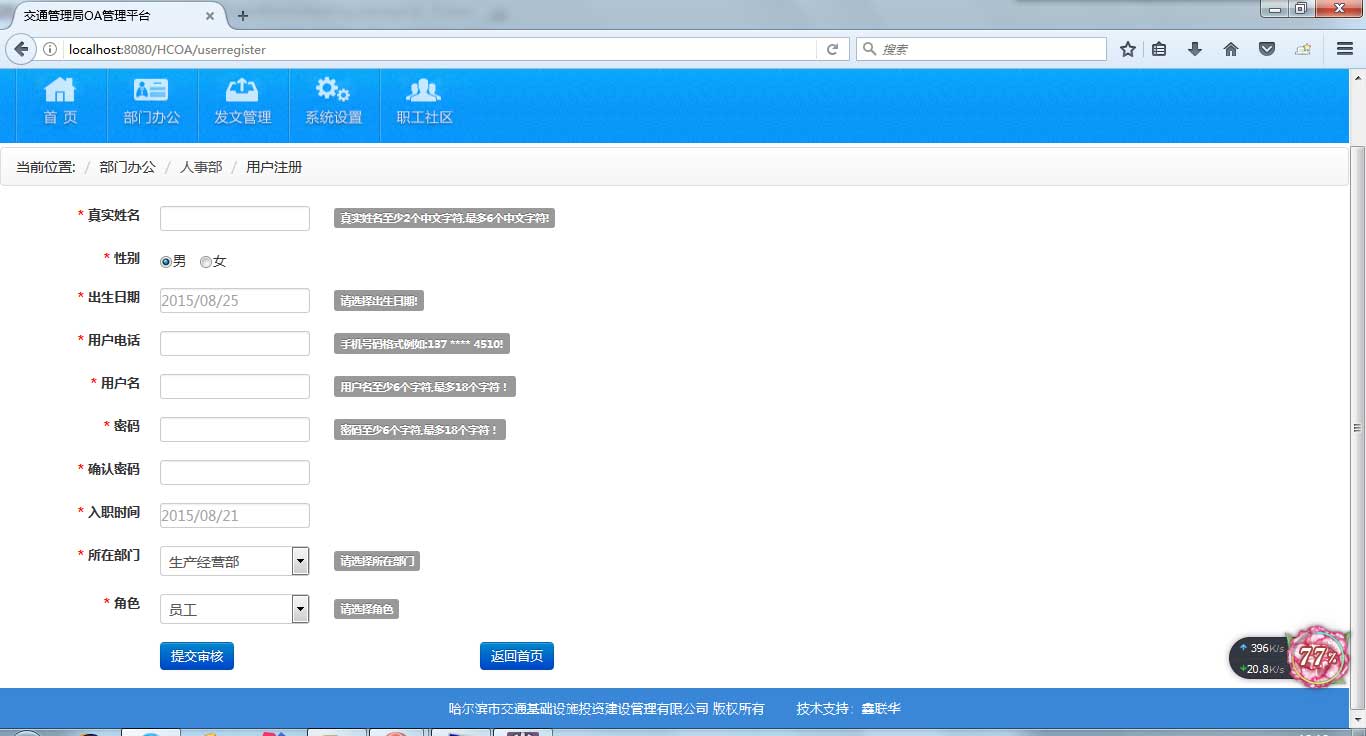 交通管理局OA管理平台
localhost:8080/HCOA/userregister
搜索
首 页
部门办公
发文管理
系统设置
职工社区
当前位置: / 部门办公 / 人事部 / 用户注册
* 真实姓名 真实姓名至少2个中文字符,最多6个中文字符!
* 性别 男 女
* 出生日期 2015/08/25 请选择出生日期!
* 用户电话 手机号码格式例如:137 **** 4510!
* 用户名 用户名至少6个字符,最多18个字符！
* 密码 密码至少6个字符,最多18个字符！
* 确认密码
* 入职时间 2015/08/21
* 所在部门 生产经营部 请选择所在部门
* 角色 员工 请选择角色
提交审核 返回首页
396K/s
20.8K/s
77%
哈尔滨市交通基础设施投资建设管理有限公司 版权所有 技术支持：鑫联华